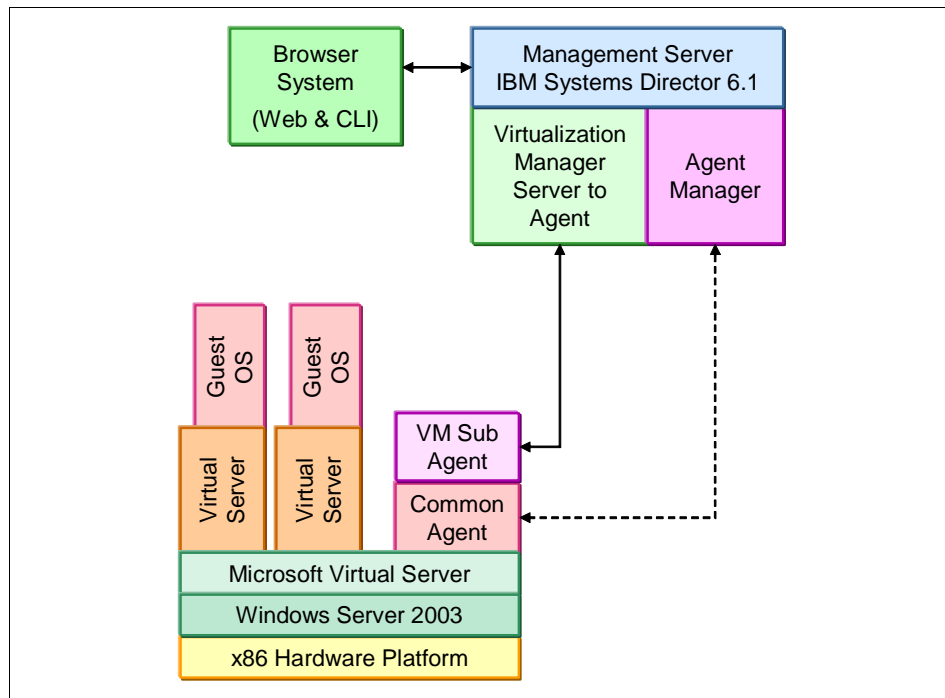 Browser
System
(Web & CLI)
Management Server
IBM Systems Director 6.1
Virtualization
Manager
Server to
Agent
Agent
Manager
Guest
OS
Guest
OS
Virtual
Server
Virtual
Server
VM Sub
Agent
Common
Agent
Microsoft Virtual Server
Windows Server 2003
x86 Hardware Platform